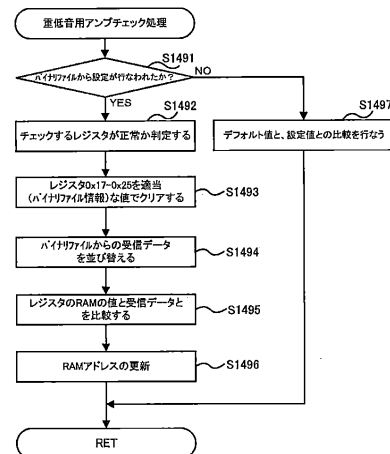 重低音用アンプチェック処理
S1491
バイナリファイルから設定が行なわれたか?
NO
YES
S1492
チェックするレジスタが正常か判定する
S1497
デフォルト値と、設定値との比較を行なう
レジスタ0x17~0x25を適当
(バイナリファイル情報)な値でクリアする
S1493
バイナリファイルからの受信データ
を並び替える
S1494
レジスタのRAMの値と受信データと
を比較する
S1495
RAMアドレスの更新
S1496
RET